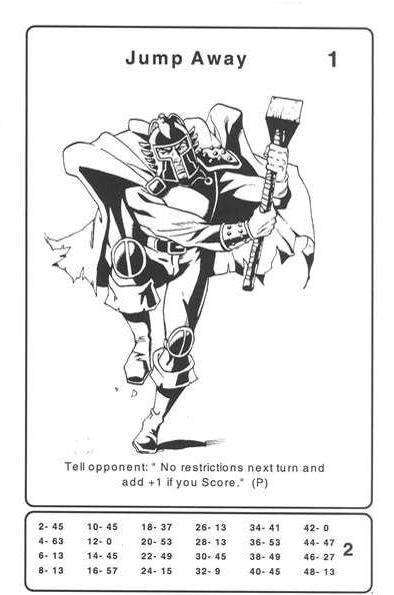 Jump Away 1
Tell opponent: " No restrictions next turn and
add +1 if you Score." (P)
2- 45 10- 45 18- 37 26- 13 34- 41 42- 0
4- 63 12- 0 20- 53 28- 13 36- 53 44- 47
6- 13 14- 45 22- 49 30- 45 38- 49 46- 27
8- 13 16- 57 24- 15 32- 9 40- 45 48- 13
2